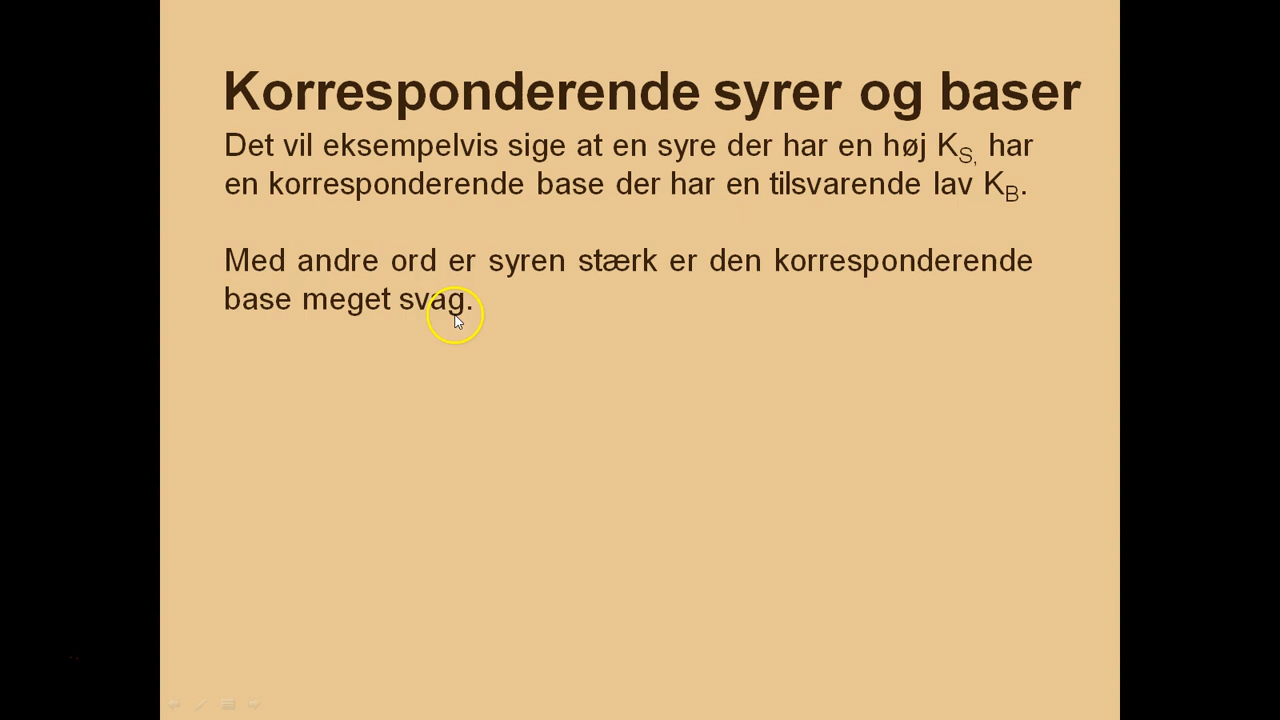 Korresponderende syrer og baser
Det vil eksempelvis sige at en syre der har en høj KS, har
en korresponderende base der har en tilsvarende lav KB.
Med andre ord er syren stærk er den korresponderende
base meget svag.